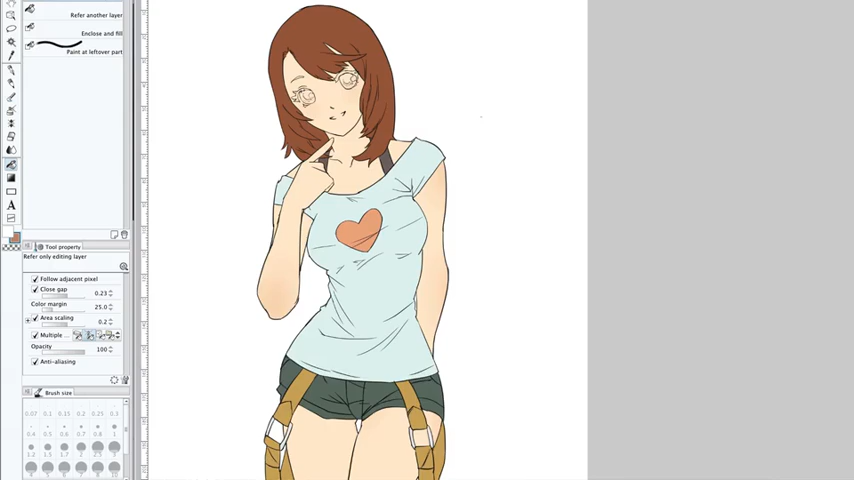 Refer another layer
Enclose and fill
Paint at leftover part
A
Tool property
Refer only editing layer
Follow adjacent pixel
Close gap 0.23
Color margin 25.0
Area scaling 0.2
Multiple ...
Opacity 100
Anti-aliasing
Brush size
0.07 0.1 0.15 0.2 0.25 0.3
0.4 0.5 0.6 0.7 0.8 1
1.2 1.5 1.7 2 2.5 3